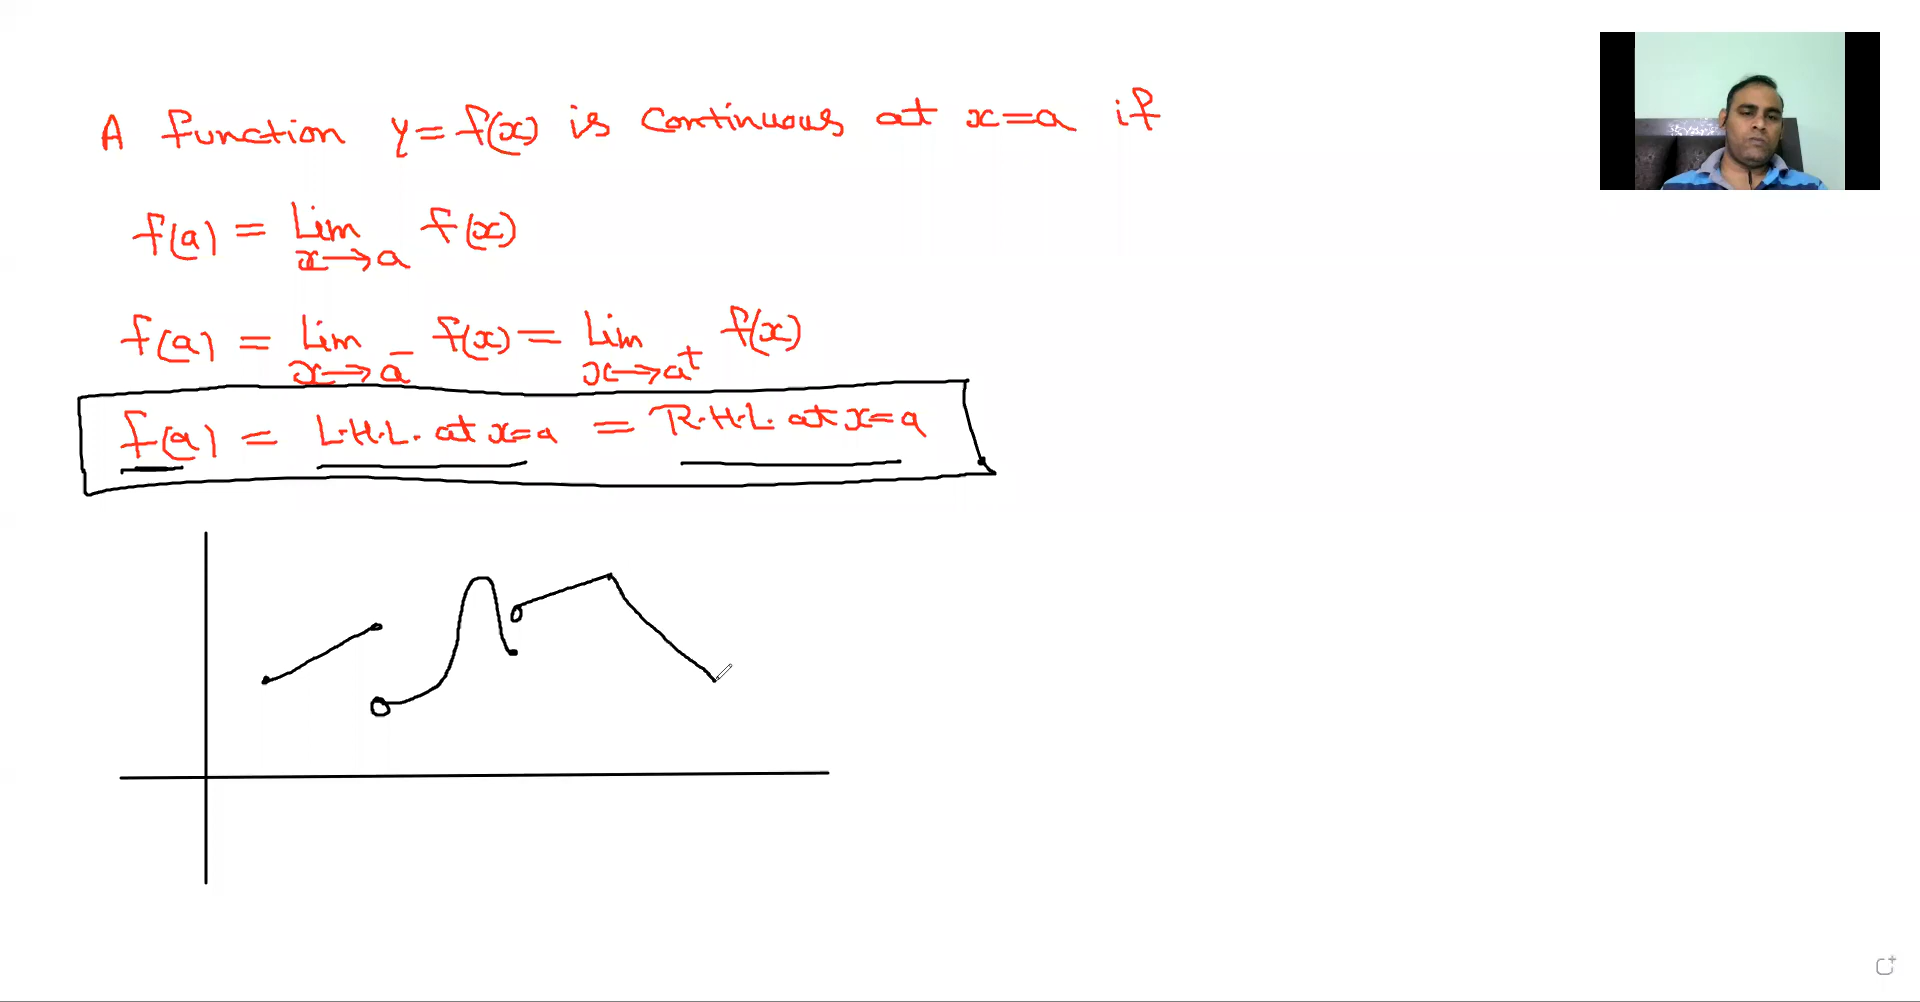 A function y=f(x) is continuous at x=a if
f(a) = Lim x→a f(x)
f(a) = Lim x→a⁻ f(x) = Lim x→a⁺ f(x)
f(a) = L.H.L. at x=a = R.H.L. at x=a